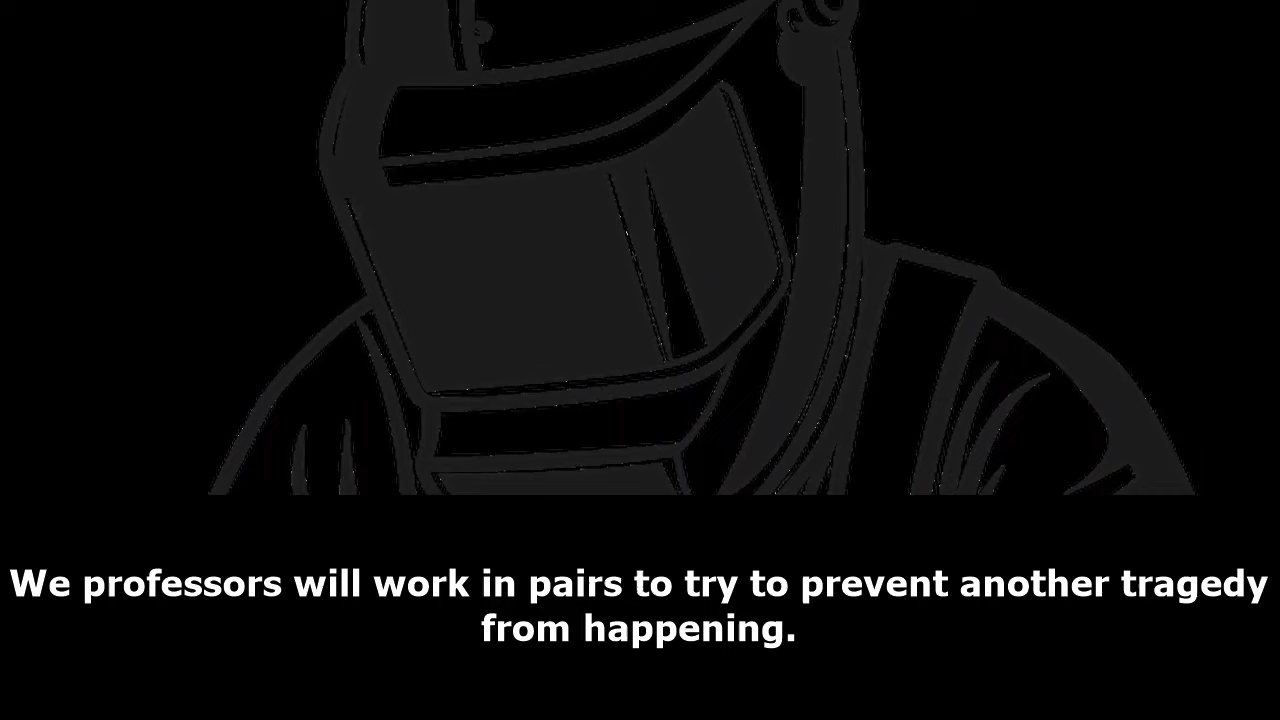 We professors will work in pairs to try to prevent another tragedy
from happening.